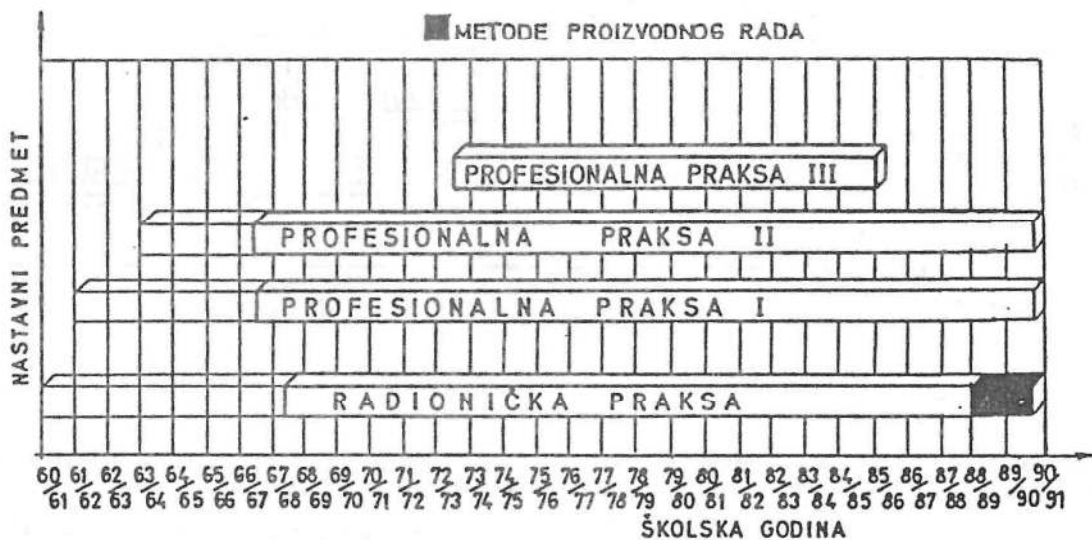 METODE PROIZVODNOG RADA
NASTAVNI PREDMET
PROFESIONALNA PRAKSA III
PROFESIONALNA PRAKSA II
PROFESIONALNA PRAKSA I
RADIONIČKA PRAKSA
60/61 61/62 62/63 63/64 64/65 65/66 66/67 67/68 68/69 69/70 70/71 71/72 72/73 73/74 74/75 75/76 76/77 77/78 78/79 79/80 80/81 81/82 82/83 83/84 84/85 85/86 86/87 87/88 88/89 89/90 90/91
ŠKOLSKA GODINA